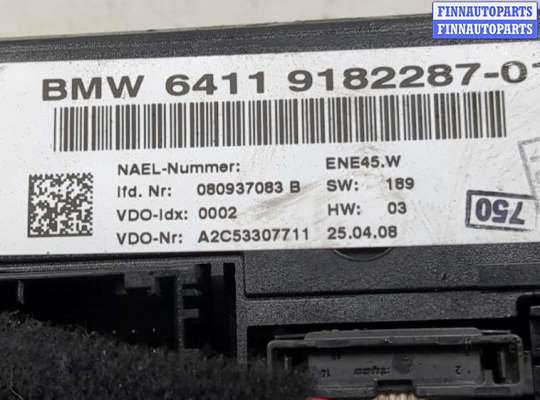 FINNAUTOPARTS
FINNAUTOPARTS
BMW 6411 9182287-01
NAEL-Nummer: ENE45.W
lfd. Nr: 080937083 B SW: 189
VDO-Idx: 0002 HW: 03
VDO-Nr: A2C53307711 25.04.08
750